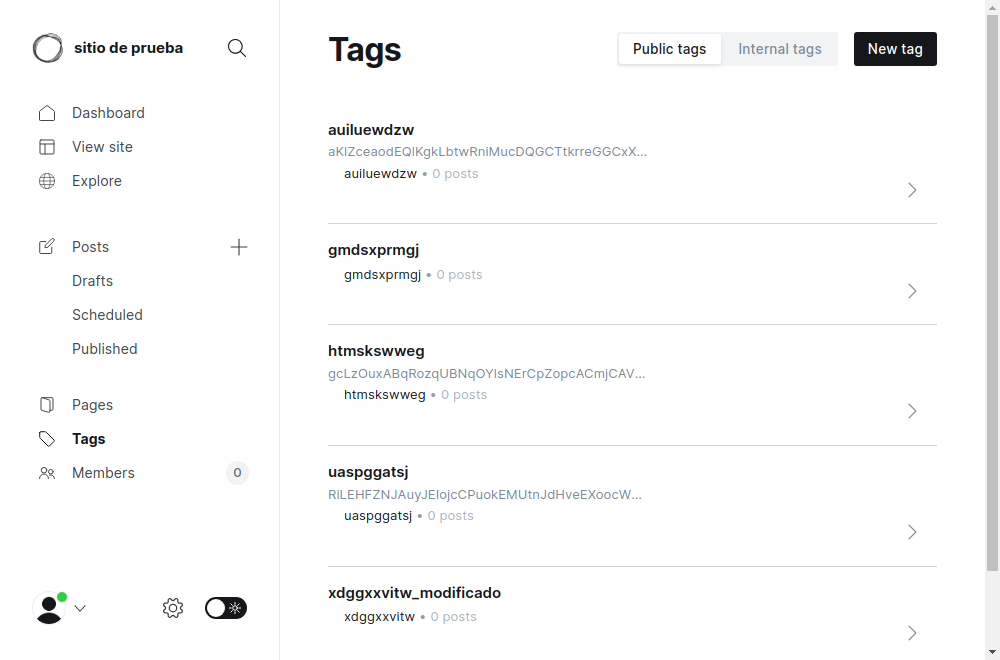 sitio de prueba
Dashboard
View site
Explore
Posts
Drafts
Scheduled
Published
Pages
Tags
Members 0
Tags
Public tags Internal tags New tag
auiluewdzw
aKlZceaodEQlKgkLbtwRniMucDQGCTtkrreGGCxX...
auiluewdzw • 0 posts
gmdsxprmgj
gmdsxprmgj • 0 posts
htmskswweg
gcLzOuxABqRozqUBNqOYlsNErCpZopcACmjCAV...
htmskswweg • 0 posts
uaspggatsj
RiLEHFZNJAuyJElojcCPuokEMUtnJdHveEXoocW...
uaspggatsj • 0 posts
xdggxxvitw_modificado
xdggxxvitw • 0 posts